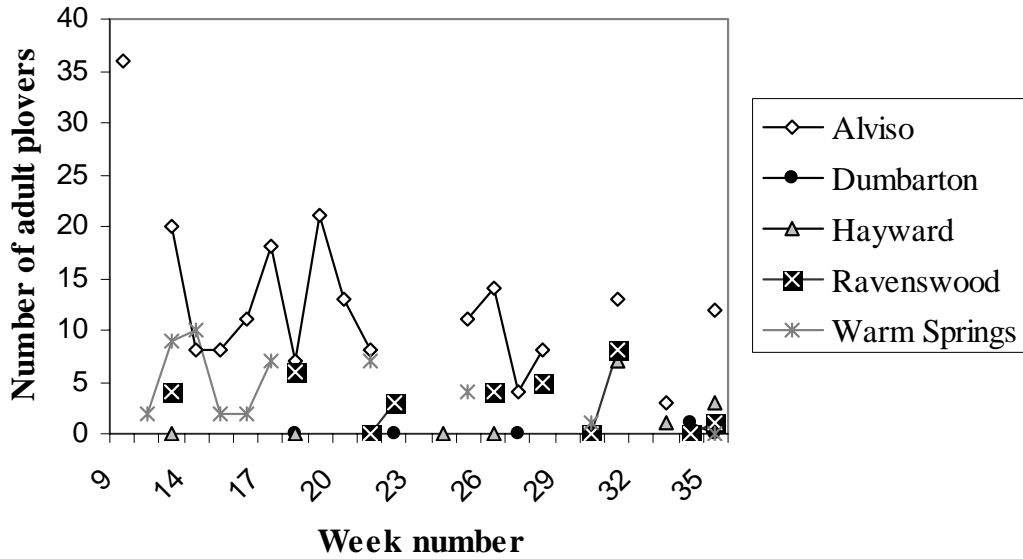 Number of adult plovers
40
35
30
25
20
15
10
5
0
9
14
17
20
23
26
29
32
35
Week number
Alviso
Dumbarton
Hayward
Ravenswood
Warm Springs